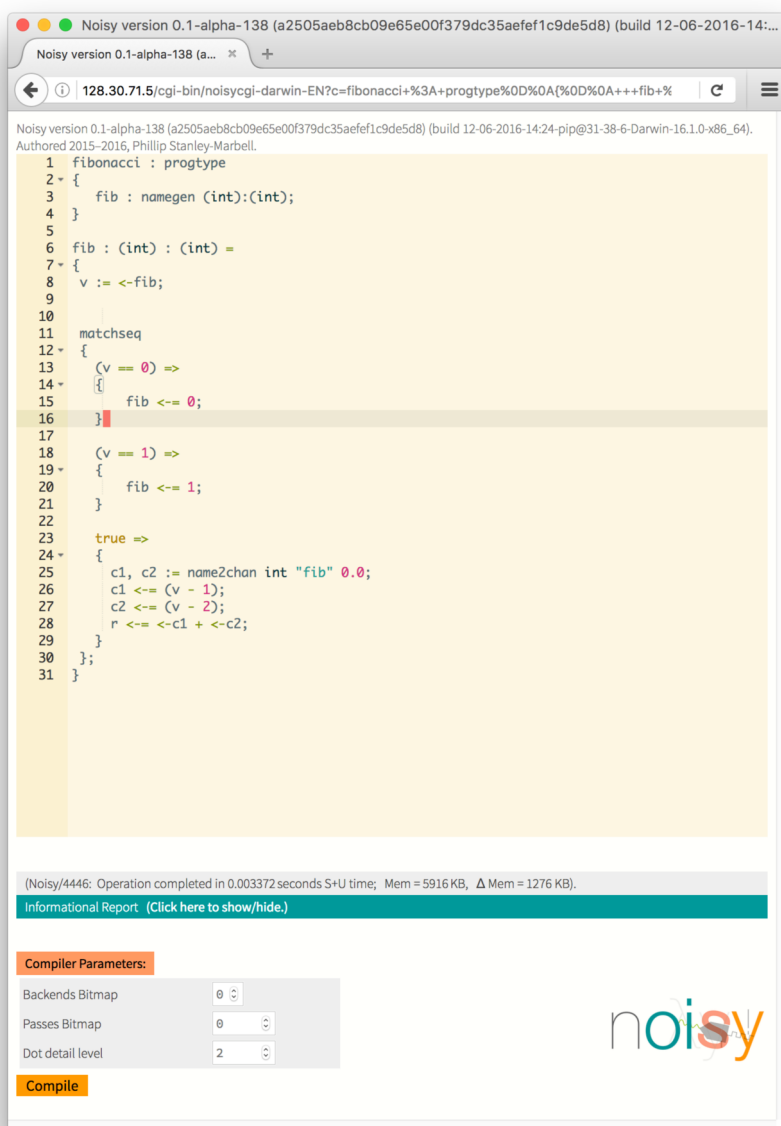 Noisy version 0.1-alpha-138 (a2505aeb8cb09e65e00f379dc35aefef1c9de5d8) (build 12-06-2016-14:...
Noisy version 0.1-alpha-138 (a... × +
128.30.71.5/cgi-bin/noisycgi-darwin-EN?c=fibonacci+%3A+progtype%0D%0A{%0D%0A+++fib+%
Noisy version 0.1-alpha-138 (a2505aeb8cb09e65e00f379dc35aefef1c9de5d8) (build 12-06-2016-14:24-pip@31-38-6-Darwin-16.1.0-x86_64).
Authored 2015–2016, Phillip Stanley-Marbell.
1 fibonacci : progtype
2 {
3 fib : namegen (int):(int);
4 }
5
6 fib : (int) : (int) =
7 {
8 v := <-fib;
9
10
11 matchseq
12 {
13 (v == 0) =>
14 {
15 fib <-= 0;
16 }
17
18 (v == 1) =>
19 {
20 fib <-= 1;
21 }
22
23 true =>
24 {
25 c1, c2 := name2chan int "fib" 0.0;
26 c1 <-= (v - 1);
27 c2 <-= (v - 2);
28 r <-= <-c1 + <-c2;
29 }
30 };
31 }
(Noisy/4446: Operation completed in 0.003372 seconds S+U time; Mem = 5916 KB, Δ Mem = 1276 KB).
Informational Report (Click here to show/hide.)
Compiler Parameters:
Backends Bitmap 0
Passes Bitmap 0
Dot detail level 2
noisy
Compile